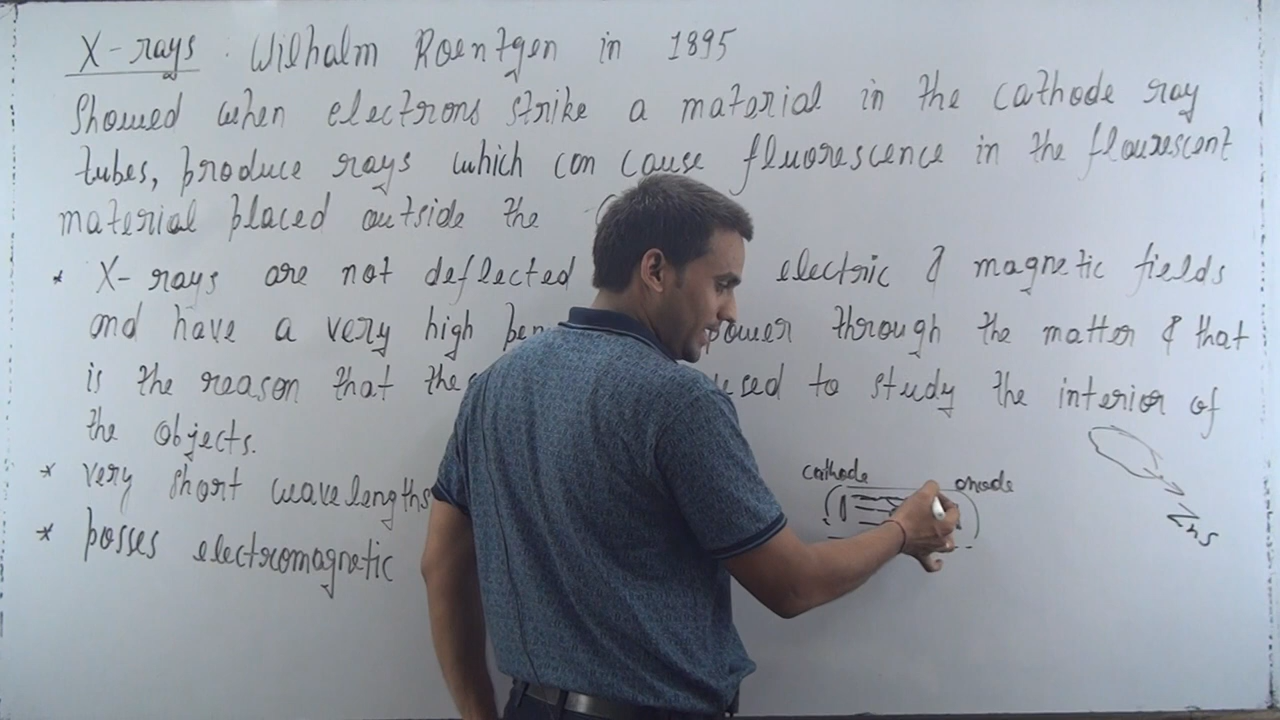 X-rays Wilhalm Roentgen in 1895
Showed when electrons strike a material in the cathode ray
tubes, produce rays which can cause fluorescence in the flourescent
material placed outside the
* X-rays are not deflected electric & magnetic fields
and have a very high power through the matter & that
is the reason that the used to study the interior of
the objects.
* very short wavelengths
* posses electromagnetic
cathode anode
Zns